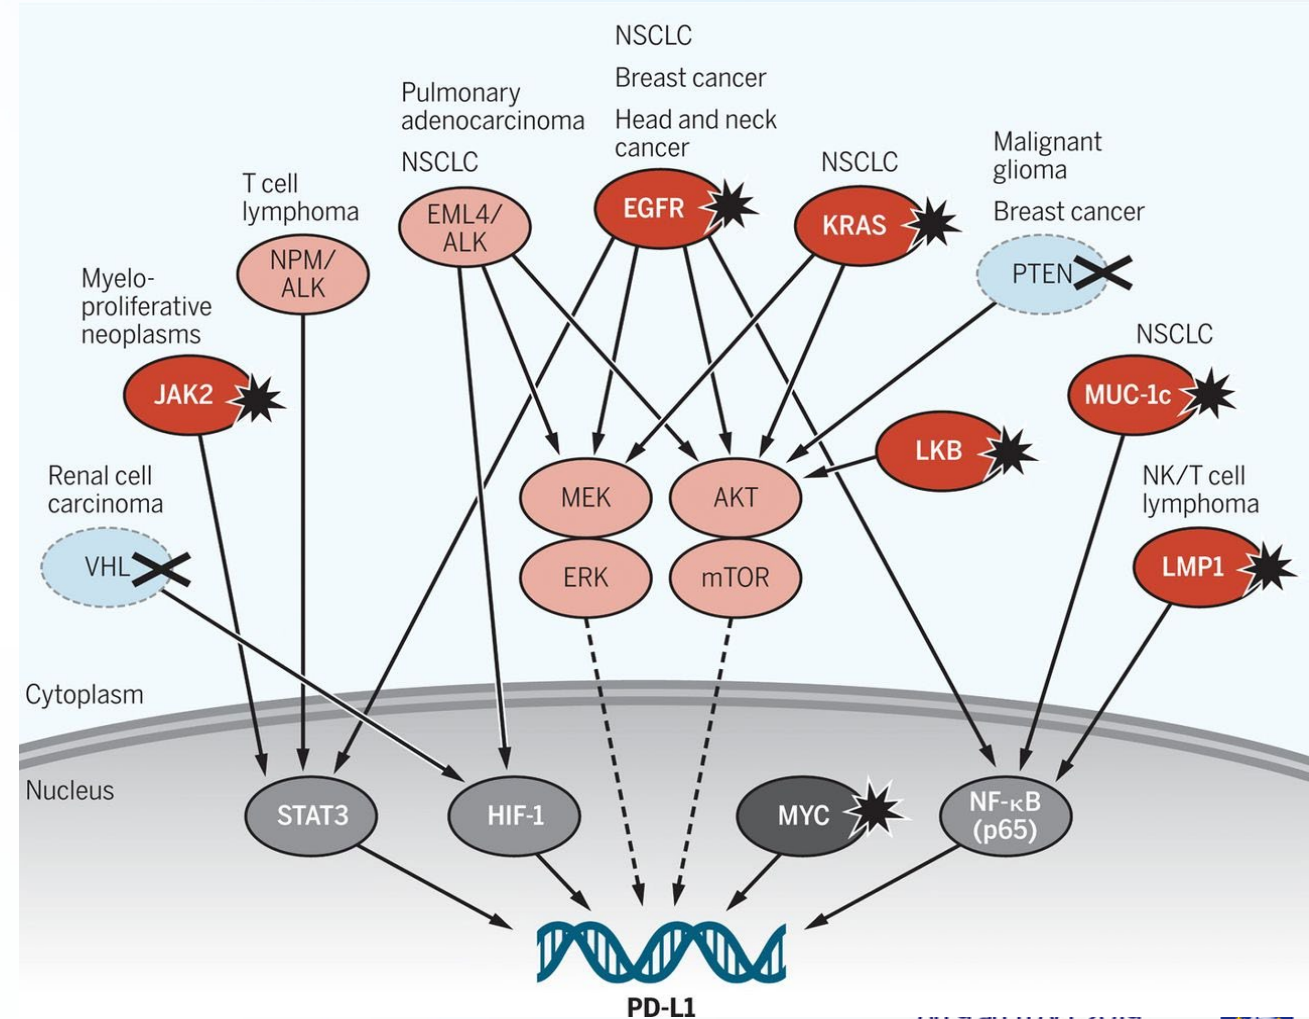 NSCLC
Breast cancer
Head and neck
cancer
Pulmonary
adenocarcinoma
NSCLC
NSCLC
Malignant
glioma
Breast cancer
T cell
lymphoma
EML4/
ALK
EGFR
KRAS
NPM/
ALK
PTEN
Myelo-
proliferative
neoplasms
NSCLC
JAK2
MUC-1c
LKB
Renal cell
carcinoma
NK/T cell
lymphoma
MEK
AKT
VHL
ERK
mTOR
LMP1
Cytoplasm
Nucleus
STAT3
HIF-1
MYC
NF-κB
(p65)
PD-L1